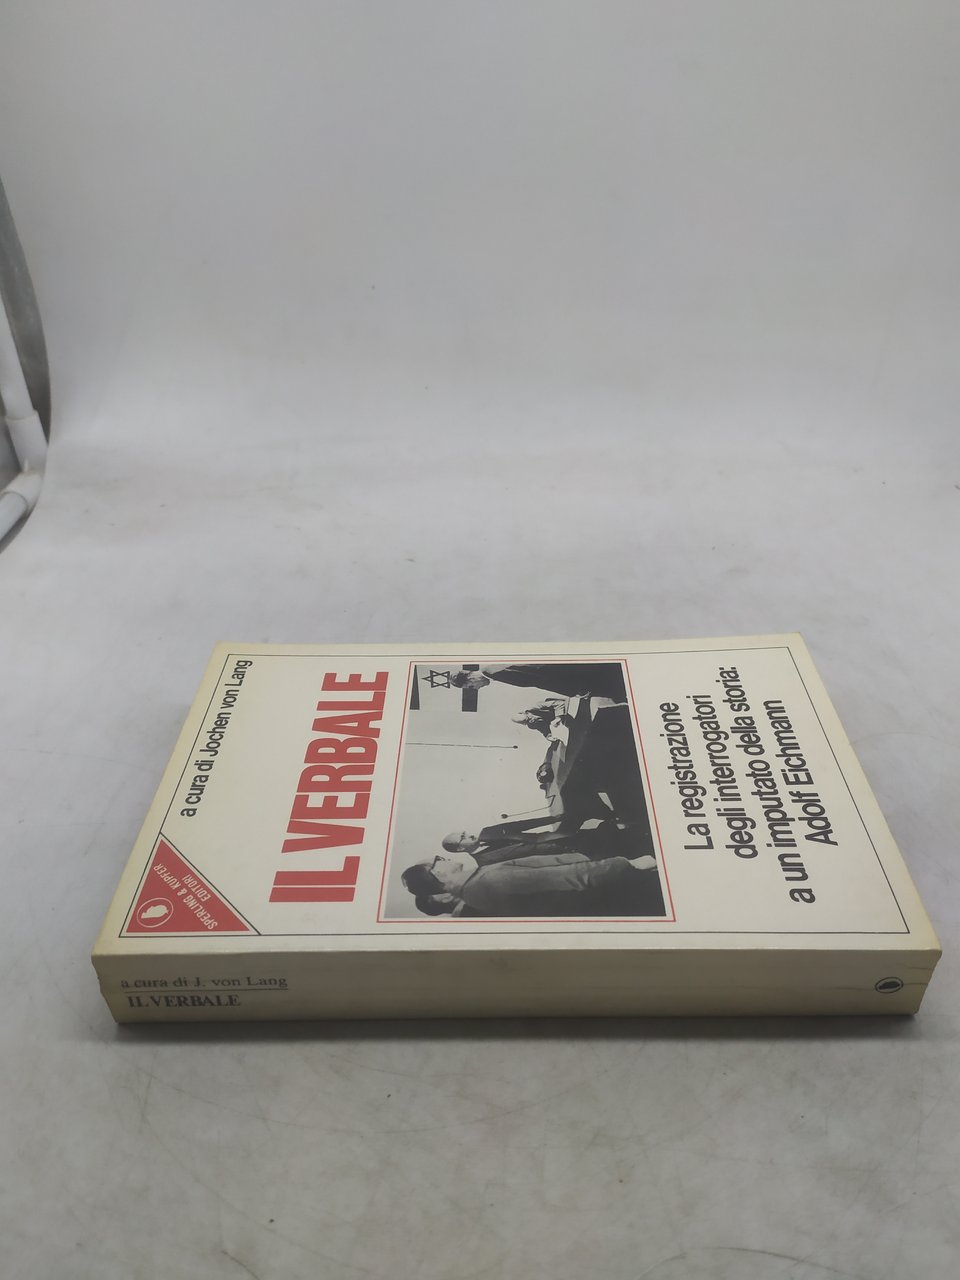 a cura di Jochen von Lang
SPERLING & KUPFER
EDITORI
IL VERBALE
La registrazione
degli interrogatori
a un imputato della storia:
Adolf Eichmann
a cura di J. von Lang
IL VERBALE